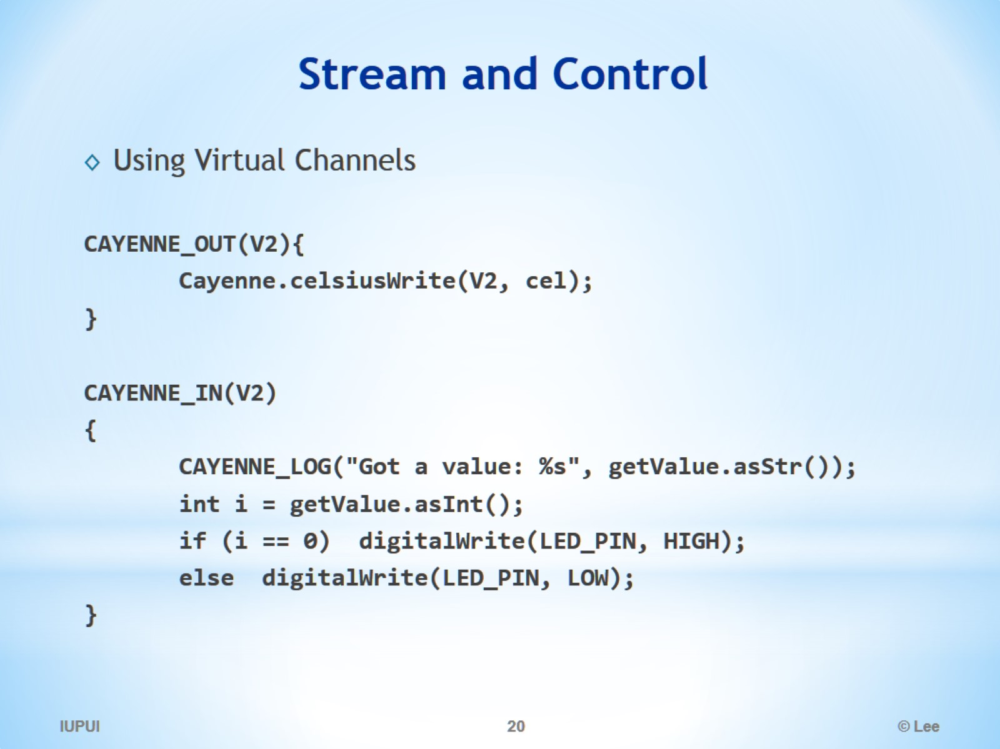 Stream and Control
◇ Using Virtual Channels
CAYENNE_OUT(V2){
Cayenne.celsiusWrite(V2, cel);
}
CAYENNE_IN(V2)
{
CAYENNE_LOG("Got a value: %s", getValue.asStr());
int i = getValue.asInt();
if (i == 0)  digitalWrite(LED_PIN, HIGH);
else  digitalWrite(LED_PIN, LOW);
}
IUPUI 20 © Lee